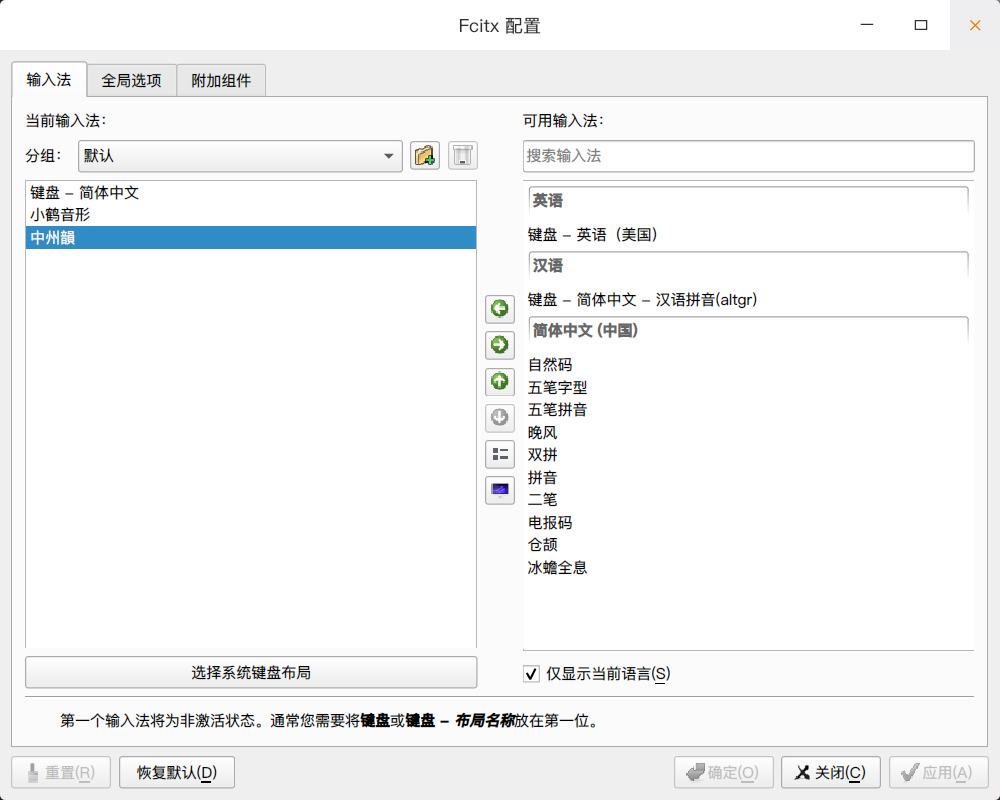 Fcitx 配置
输入法
全局选项
附加组件
当前输入法：
分组：
默认
键盘 – 简体中文
小鹤音形
中州韻
选择系统键盘布局
可用输入法：
搜索输入法
英语
键盘 – 英语（美国）
汉语
键盘 – 简体中文 – 汉语拼音(altgr)
简体中文 (中国)
自然码
五笔字型
五笔拼音
晚风
双拼
拼音
二笔
电报码
仓颉
冰蟾全息
仅显示当前语言(S)
第一个输入法将为非激活状态。通常您需要将键盘或键盘 – 布局名称放在第一位。
重置(R)
恢复默认(D)
确定(O)
关闭(C)
应用(A)